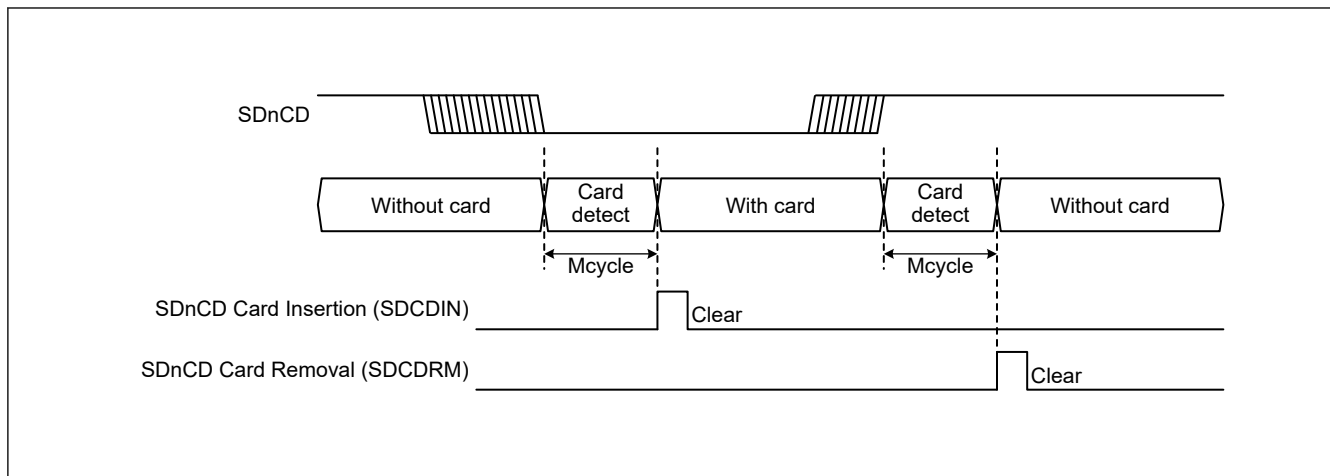 SDnCD
Without card
Card
detect
With card
Card
detect
Without card
Mcycle
Mcycle
SDnCD Card Insertion (SDCDIN)
Clear
SDnCD Card Removal (SDCDRM)
Clear